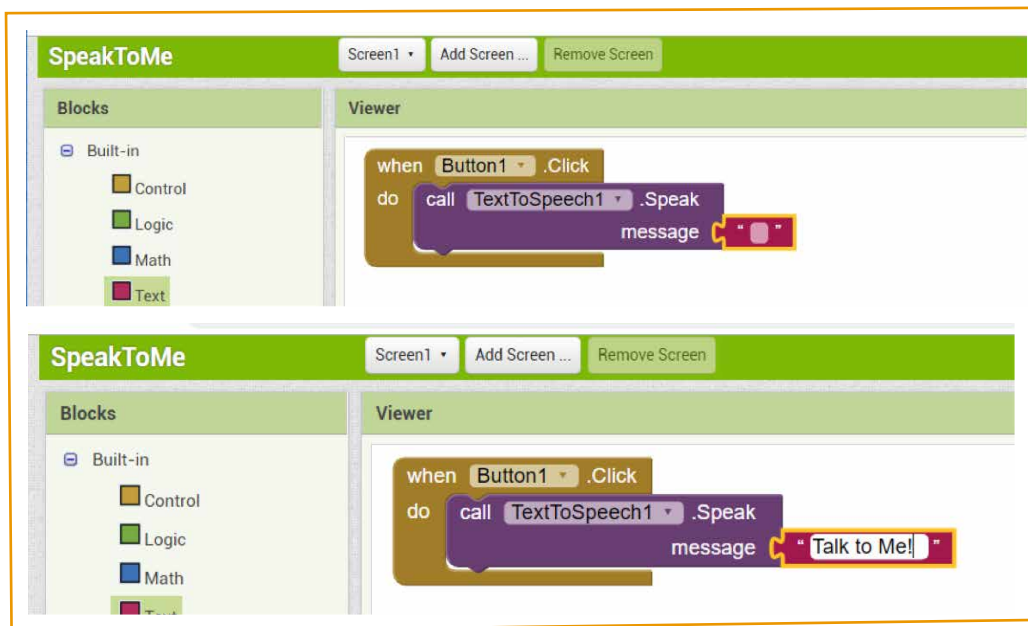 SpeakToMe Screen1 Add Screen ... Remove Screen
Blocks Viewer
Built-in
Control
Logic
Math
Text
when Button1 .Click
do call TextToSpeech1 .Speak
message " "
SpeakToMe Screen1 Add Screen ... Remove Screen
Blocks Viewer
Built-in
Control
Logic
Math
Text
when Button1 .Click
do call TextToSpeech1 .Speak
message "Talk to Me!"